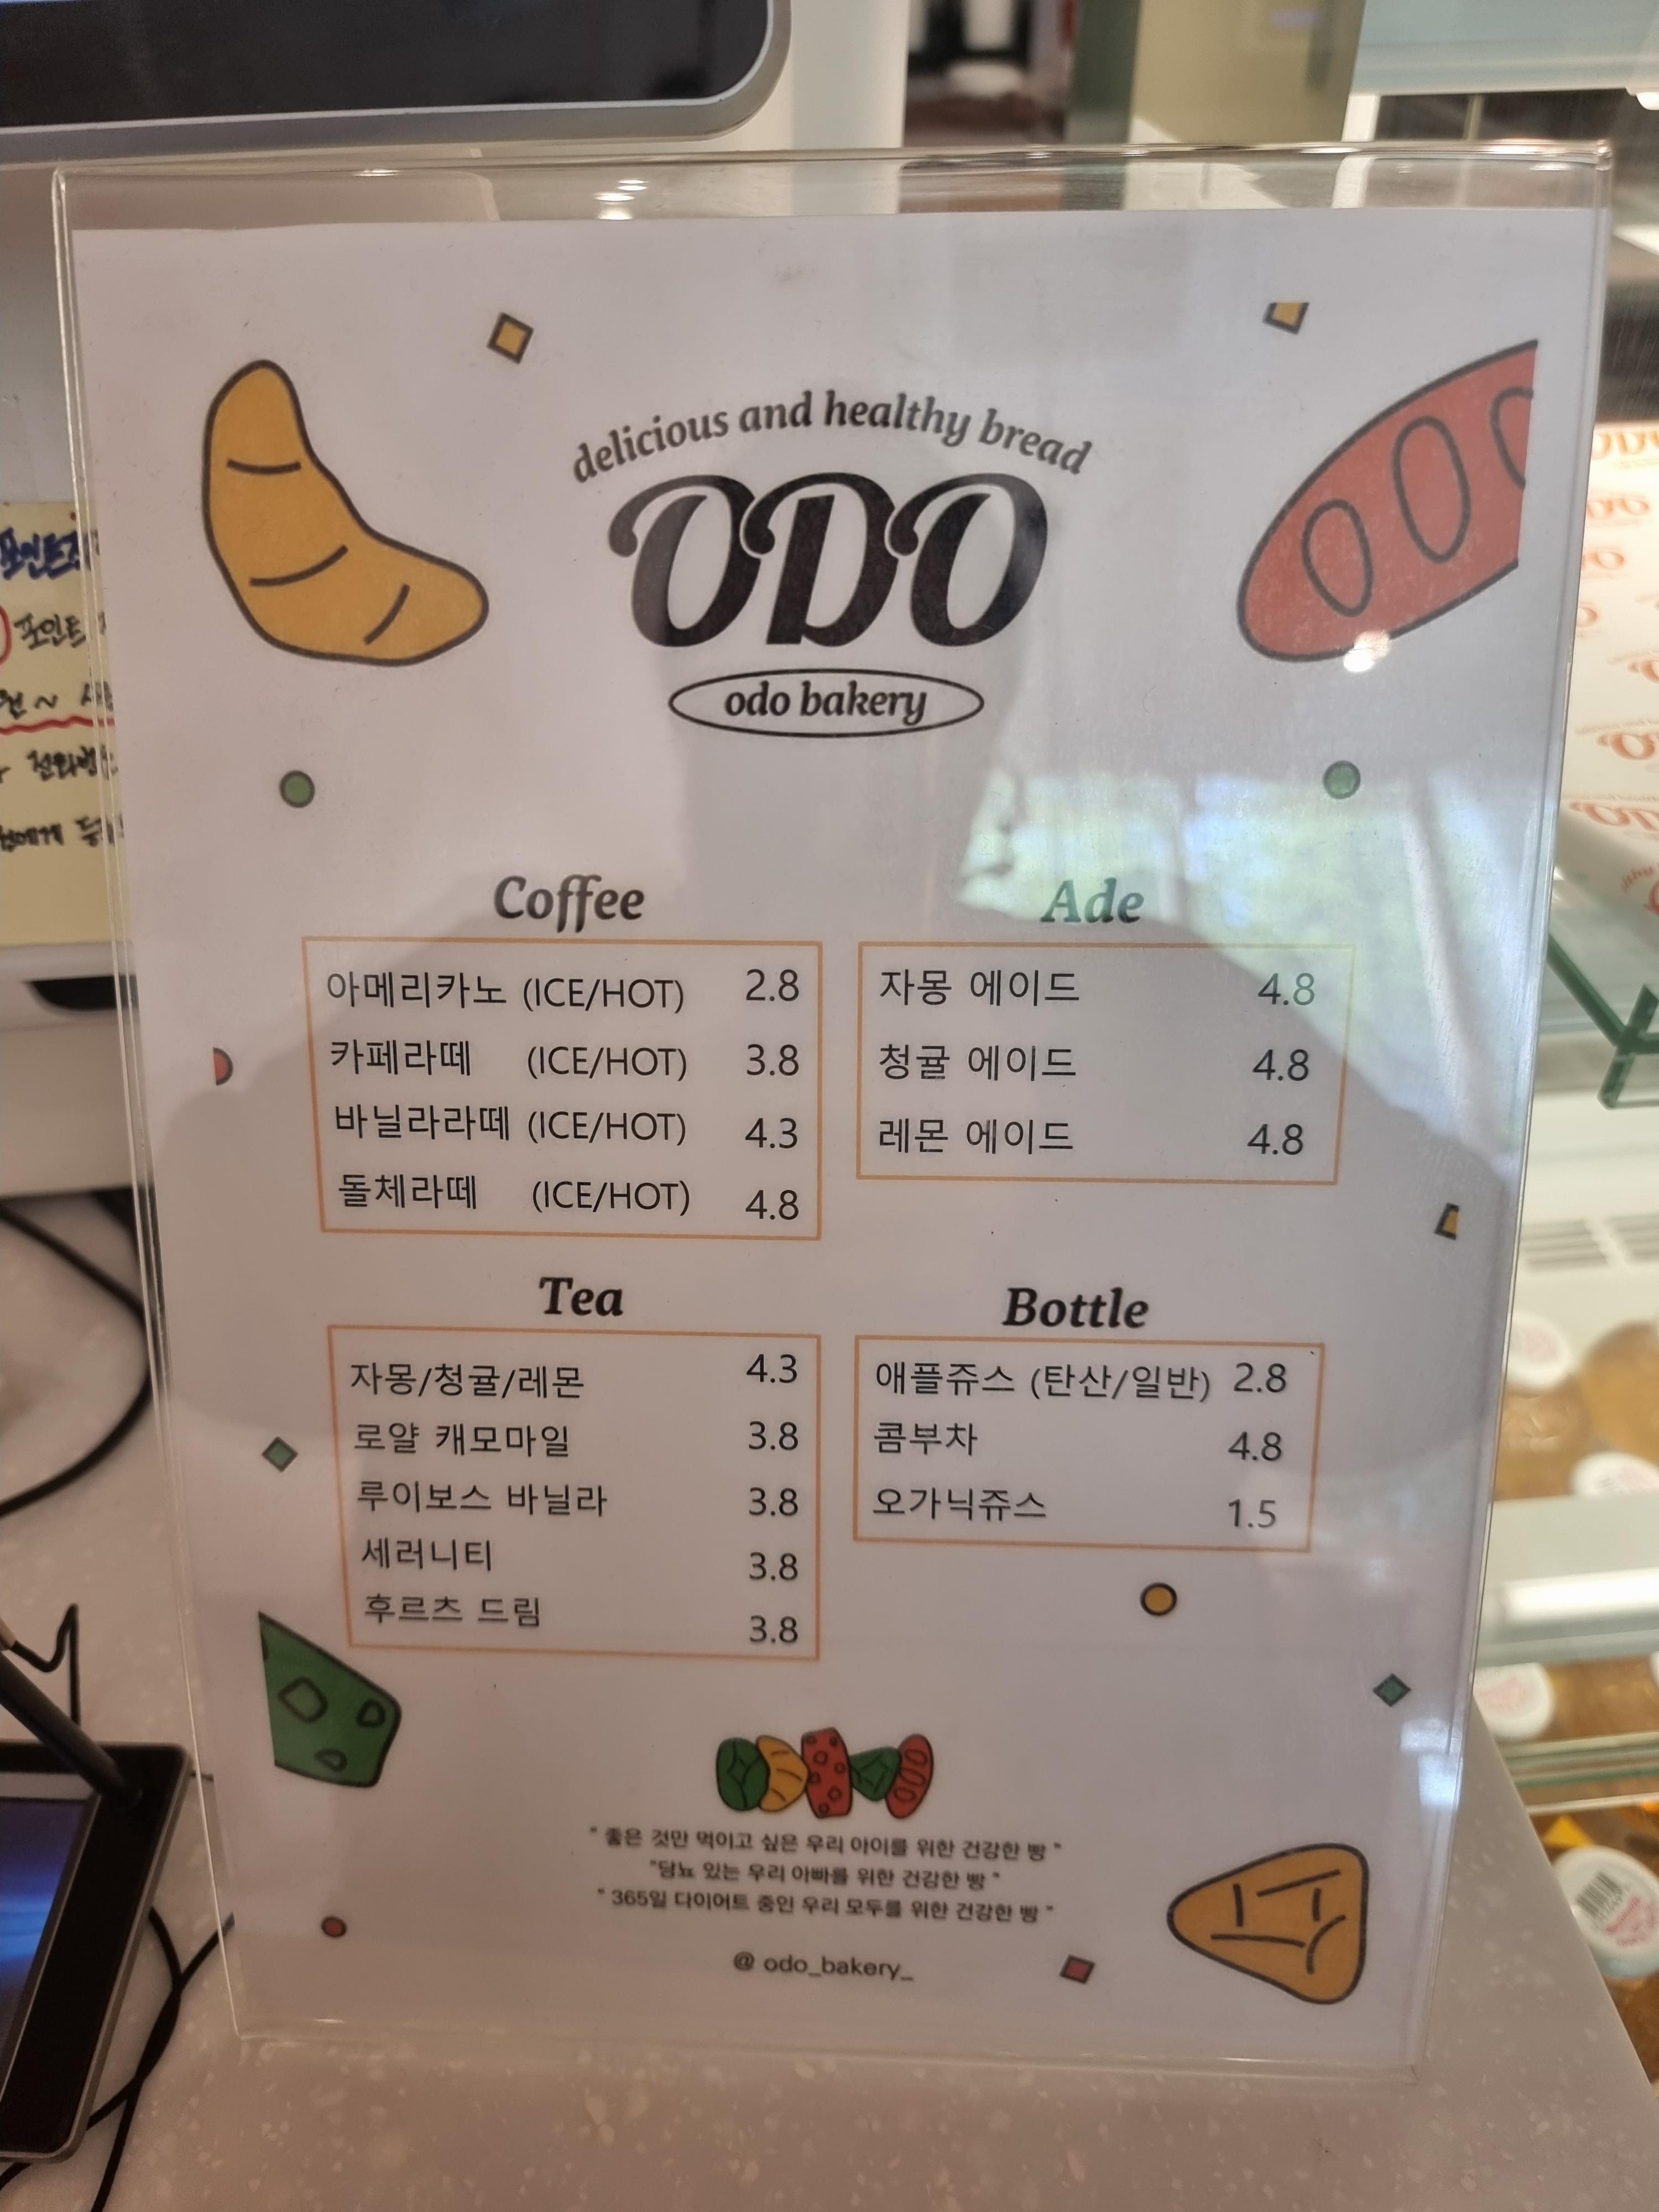 delicious and healthy bread
ODO
odo bakery
Coffee
아메리카노 (ICE/HOT) 2.8
카페라떼 (ICE/HOT) 3.8
바닐라라떼 (ICE/HOT) 4.3
돌체라떼 (ICE/HOT) 4.8
Ade
자몽 에이드 4.8
청귤 에이드 4.8
레몬 에이드 4.8
Tea
자몽/청귤/레몬 4.3
로얄 캐모마일 3.8
루이보스 바닐라 3.8
세러니티 3.8
후르츠 드림 3.8
Bottle
애플쥬스 (탄산/일반) 2.8
콤부차 4.8
오가닉쥬스 1.5
" 좋은 것만 먹이고 싶은 우리 아이를 위한 건강한 빵 "
"당뇨 있는 우리 아빠를 위한 건강한 빵 "
" 365일 다이어트 중인 우리 모두를 위한 건강한 빵 "
@ odo_bakery_
포인트
포인트
ODO